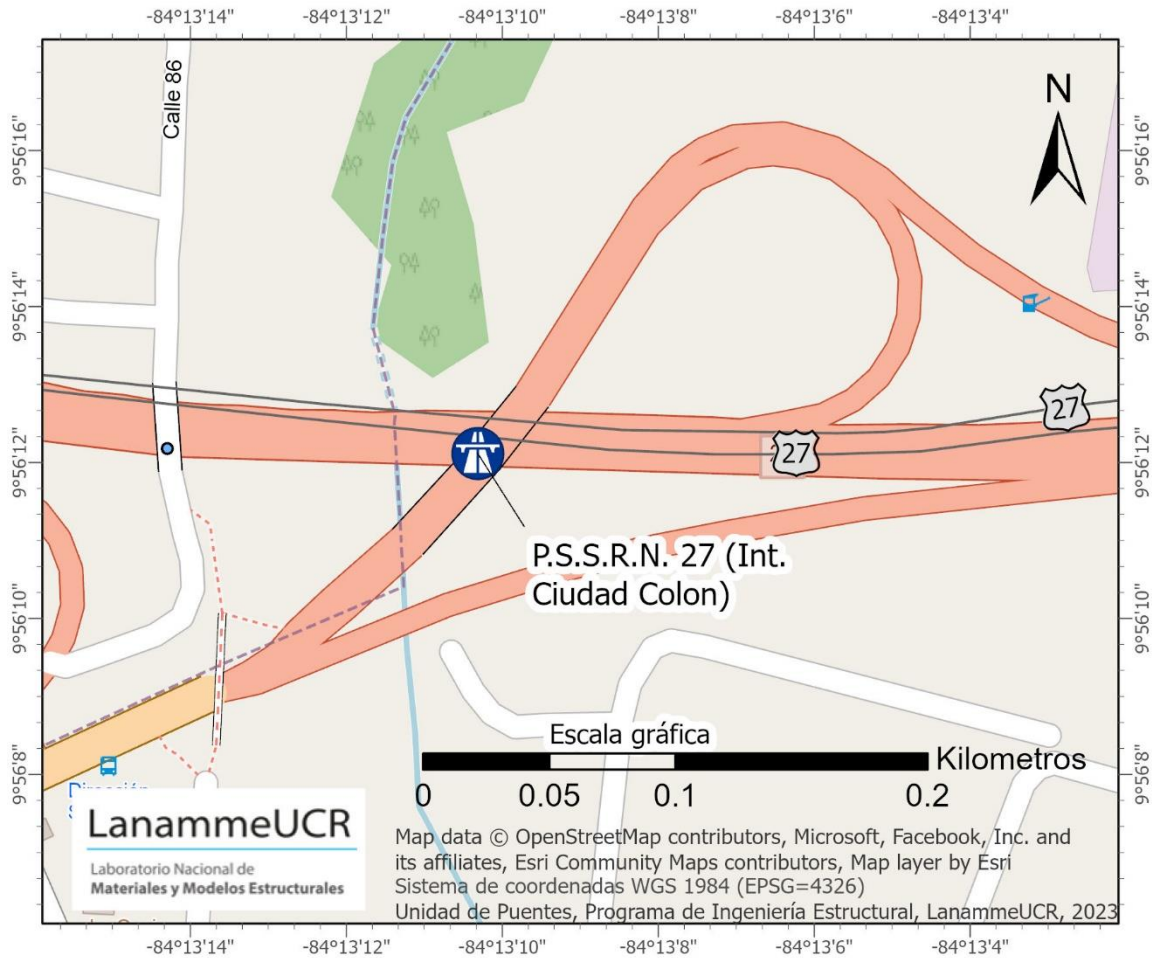 -84°13'14"
-84°13'12"
-84°13'10"
-84°13'8"
-84°13'6"
-84°13'4"
Calle 86
N
9°56'16"
9°56'16"
9°56'14"
9°56'14"
27
27
9°56'12"
9°56'12"
P.S.S.R.N. 27 (Int.
Ciudad Colon)
9°56'10"
9°56'10"
Escala gráfica
Kilometros
0
0.05
0.1
0.2
9°56'8"
9°56'8"
Dirección
LanammeUCR
Laboratorio Nacional de
Materiales y Modelos Estructurales
Map data © OpenStreetMap contributors, Microsoft, Facebook, Inc. and
its affiliates, Esri Community Maps contributors, Map layer by Esri
Sistema de coordenadas WGS 1984 (EPSG=4326)
Unidad de Puentes, Programa de Ingeniería Estructural, LanammeUCR, 2023
-84°13'14"
-84°13'12"
-84°13'10"
-84°13'8"
-84°13'6"
-84°13'4"